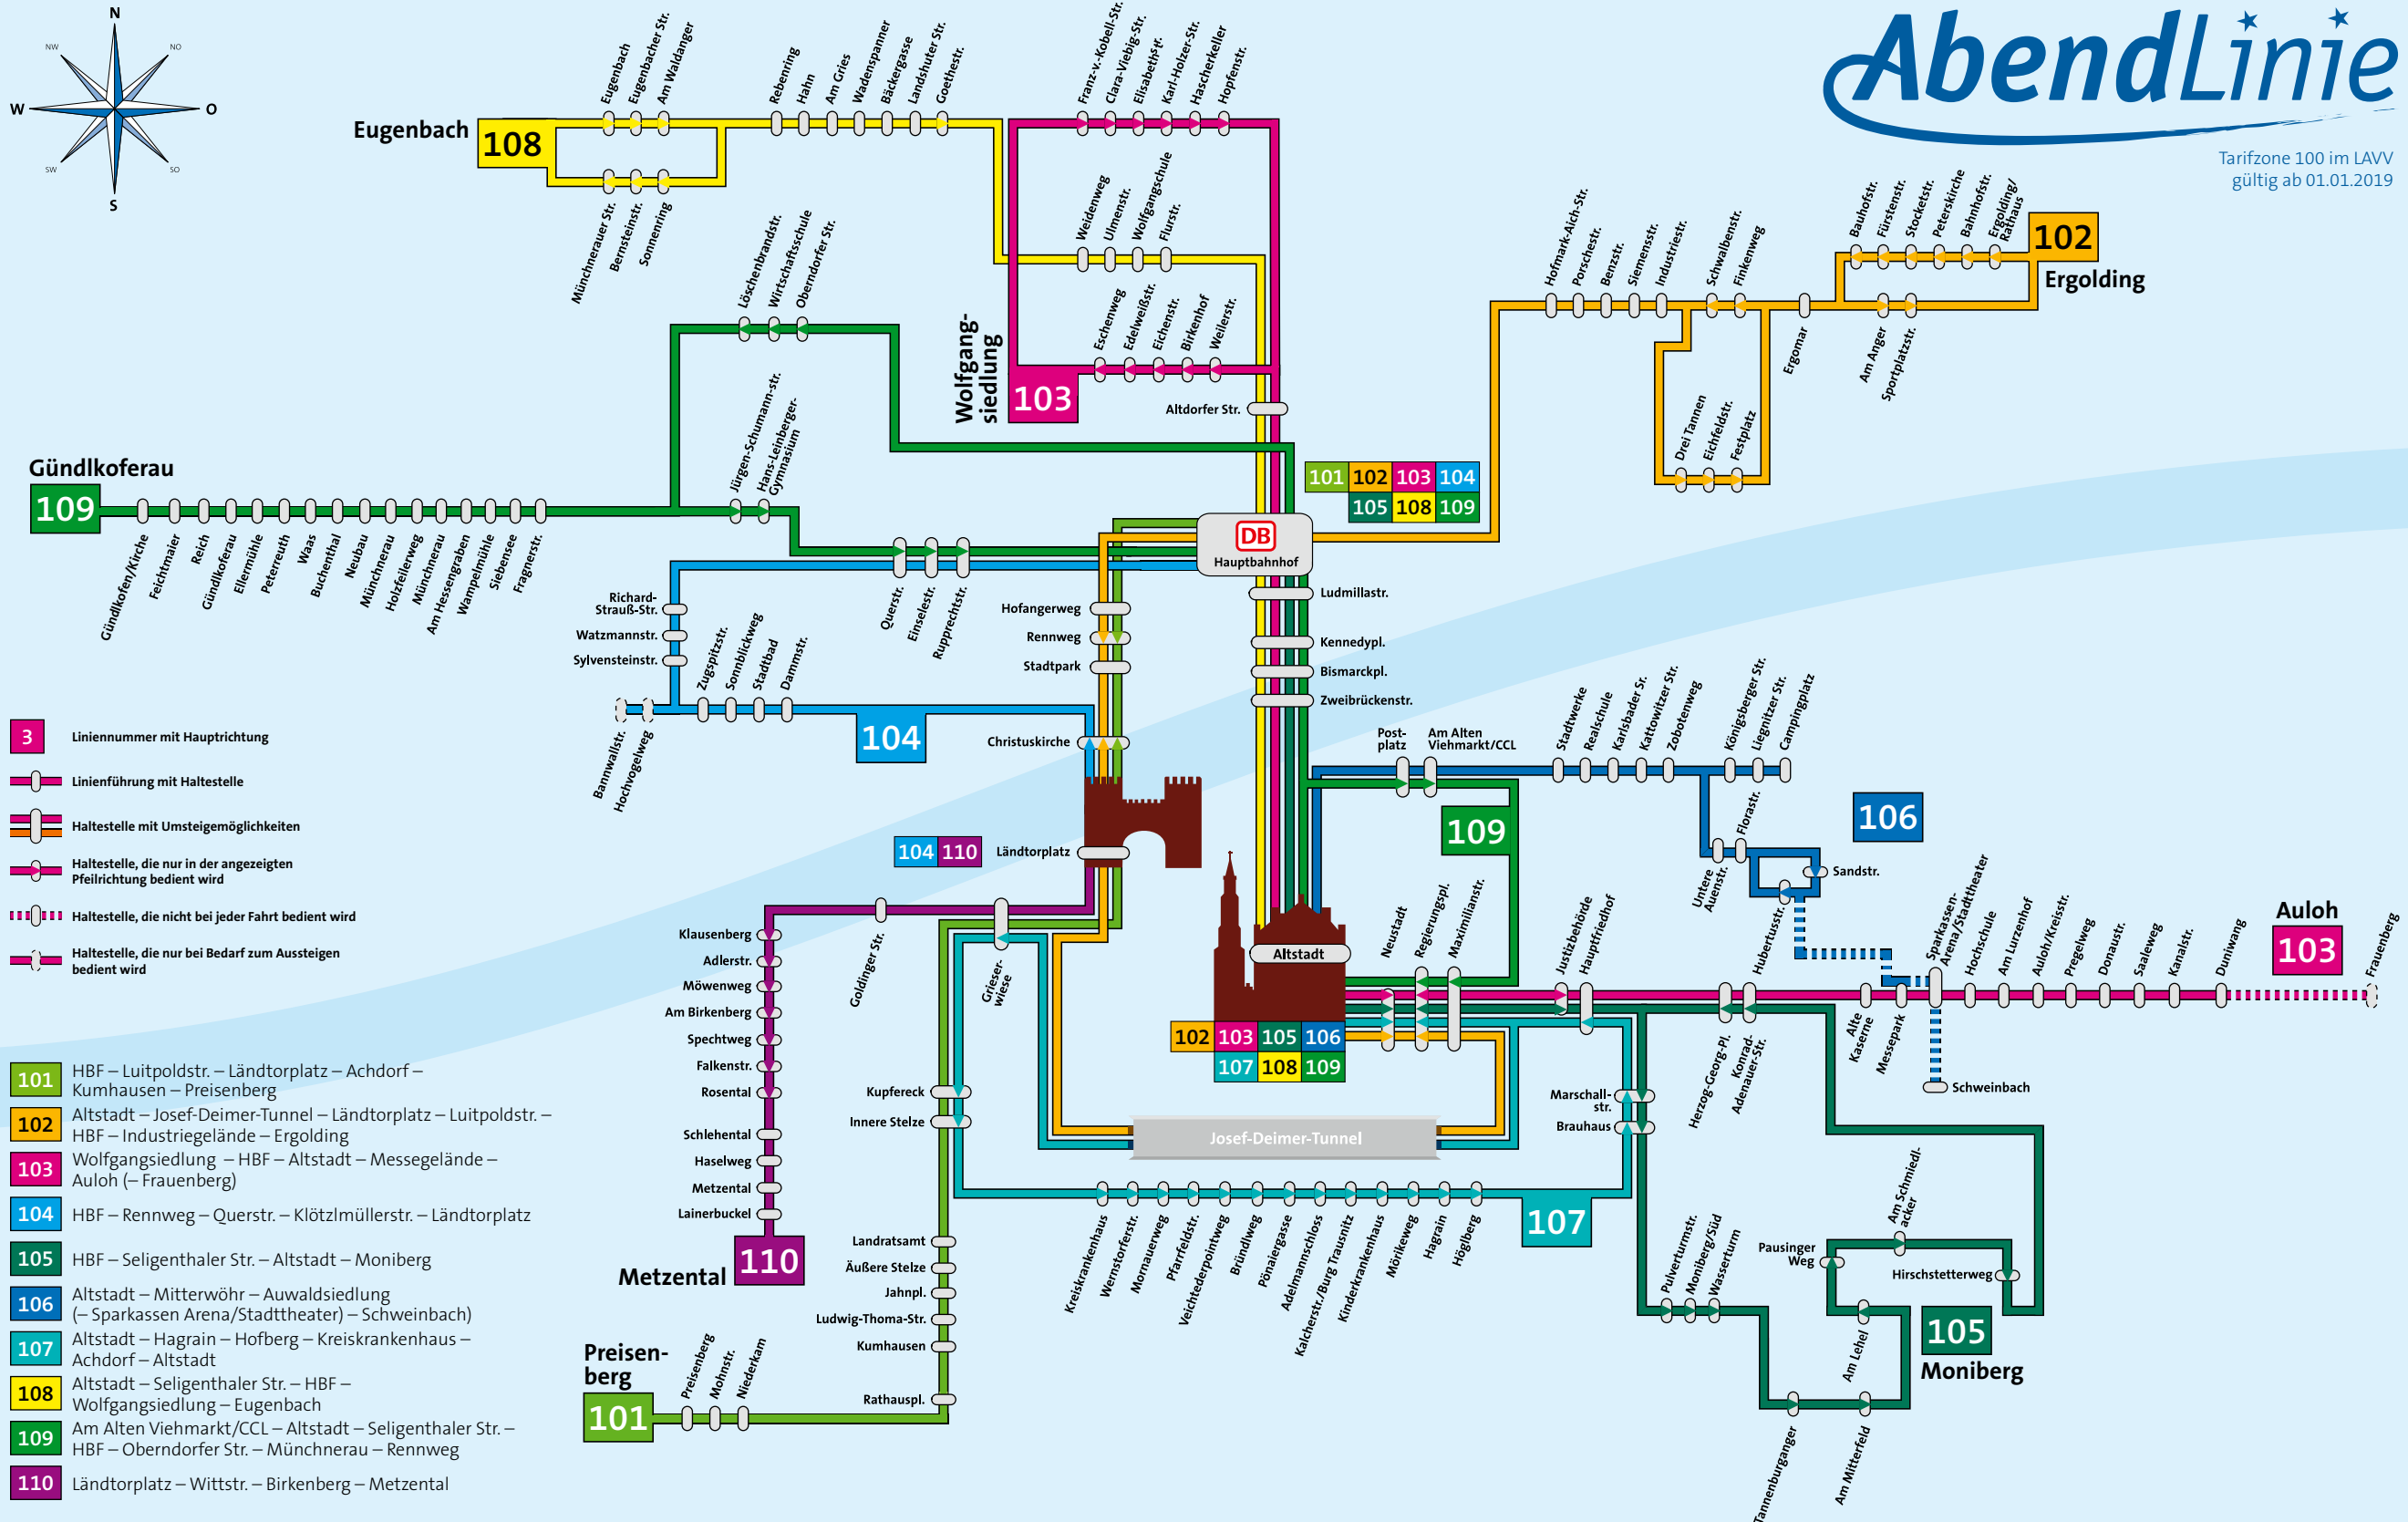 N
NW
NO
W
O
SW
SO
S
AbendLinie
Tarifzone 100 im LAVV
gültig ab 01.01.2019
Eugenbach
108
Eugenbach
Eugenbacher Str.
Am Waldanger
Rebenring
Hahn
Am Gries
Wadenspanner
Bäckergasse
Landshuter Str.
Goethestr.
Münchnerauer Str.
Bernsteinstr.
Sonnenring
Franz-v.-Kobell-Str.
Clara-Viebig-Str.
Elisabethstr.
Karl-Holzer-Str.
Hascherkeller
Hopfenstr.
Weidenweg
Ulmenstr.
Wolfgangschule
Flurstr.
Eschenweg
Edelweißstr.
Eichenstr.
Birkenhof
Weilerstr.
Wolfgang-
siedlung
103
Altdorfer Str.
Löschenbrandstr.
Wirtschaftsschule
Oberndorfer Str.
Jürgen-Schumann-str.
Hans-Leinberger-
Gymnasium
Hofmark-Aich-Str.
Porschestr.
Benzstr.
Siemensstr.
Industriestr.
Schwalbenstr.
Finkenweg
Bauhofstr.
Fürstenstr.
Stocketstr.
Peterskirche
Bahnhofstr.
Ergolding/
Rathaus
102
Ergolding
Ergomar
Am Anger
Sportplatzstr.
Drei Tannen
Eichfeldstr.
Festplatz
Gündlkoferau
109
Gündlkofen/Kirche
Feichtmaier
Reich
Gündlkoferau
Ellermühle
Peterreuth
Waas
Buchenthal
Neubau
Münchnerau
Holzfeilerweg
Münchnerau
Am Hessengraben
Wampelmühle
Siebensee
Fragnerstr.
101 102 103 104
105 108 109
DB
Hauptbahnhof
Querstr.
Einselestr.
Rupprechtstr.
Richard-
Strauß-Str.
Watzmannstr.
Sylvensteinstr.
Zugspitzstr.
Sonnblickweg
Stadtbad
Dammstr.
Bannwallstr.
Hochvogelweg
104
Hofangerweg
Rennweg
Stadtpark
Christuskirche
Ludmillastr.
Kennedypl.
Bismarckpl.
Zweibrückenstr.
Post-
platz
Am Alten
Viehmarkt/CCL
109
Stadtwerke
Realschule
Karlsbader Sr.
Kattowitzer Str.
Zobotenweg
Königsberger Str.
Liegnitzer Str.
Campingplatz
106
Untere
Auenstr.
Florastr.
Sandstr.
Hubertusstr.
3 Liniennummer mit Hauptrichtung
Linienführung mit Haltestelle
Haltestelle mit Umsteigemöglichkeiten
Haltestelle, die nur in der angezeigten
Pfeilrichtung bedient wird
Haltestelle, die nicht bei jeder Fahrt bedient wird
Haltestelle, die nur bei Bedarf zum Aussteigen
bedient wird
104 110
Ländtorplatz
Goldinger Str.
Grieser-
wiese
Klausenberg
Adlerstr.
Möwenweg
Am Birkenberg
Spechtweg
Falkenstr.
Rosental
Schlehental
Haselweg
Metzental
Lainerbuckel
Metzental
110
Altstadt
102 103 105 106
107 108 109
Neustadt
Regierungspl.
Maximilianstr.
Justizbehörde
Hauptfriedhof
Herzog-Georg-Pl.
Konrad-
Adenauer-Str.
Alte
Kaserne
Messepark
Sparkassen-
Arena/Stadttheater
Hochschule
Am Lurzenhof
Auloh/Kreisstr.
Pregelweg
Donaustr.
Saaleweg
Kanalstr.
Duniwang
Auloh
103
Frauenberg
Schweinbach
Marschall-
str.
Brauhaus
Josef-Deimer-Tunnel
Kupfereck
Innere Stelze
Kreiskrankenhaus
Wernstorferstr.
Mornauerweg
Pfarrfeldstr.
Veichtederpointweg
Bründlweg
Pönaiergasse
Adelmannschloss
Kalcherstr./Burg Trausnitz
Kinderkrankenhaus
Mörikeweg
Hagrain
Höglberg
107
Landratsamt
Äußere Stelze
Jahnpl.
Ludwig-Thoma-Str.
Kumhausen
Rathauspl.
Preisen-
berg
101
Preisenberg
Mohnstr.
Niederkam
Pulverturmstr.
Moniberg/Süd
Wasserturm
Pausinger
Weg
Am Schmiedl-
acker
Hirschstetterweg
Am Lehel
105
Moniberg
Tannenburganger
Am Mitterfeld
101 HBF – Luitpoldstr. – Ländtorplatz – Achdorf –
Kumhausen – Preisenberg
102 Altstadt – Josef-Deimer-Tunnel – Ländtorplatz – Luitpoldstr. –
HBF – Industriegelände – Ergolding
103 Wolfgangsiedlung – HBF – Altstadt – Messegelände –
Auloh (– Frauenberg)
104 HBF – Rennweg – Querstr. – Klötzlmüllerstr. – Ländtorplatz
105 HBF – Seligenthaler Str. – Altstadt – Moniberg
106 Altstadt – Mitterwöhr – Auwaldsiedlung
(– Sparkassen Arena/Stadttheater) – Schweinbach)
107 Altstadt – Hagrain – Hofberg – Kreiskrankenhaus –
Achdorf – Altstadt
108 Altstadt – Seligenthaler Str. – HBF –
Wolfgangsiedlung – Eugenbach
109 Am Alten Viehmarkt/CCL – Altstadt – Seligenthaler Str. –
HBF – Oberndorfer Str. – Münchnerau – Rennweg
110 Ländtorplatz – Wittstr. – Birkenberg – Metzental